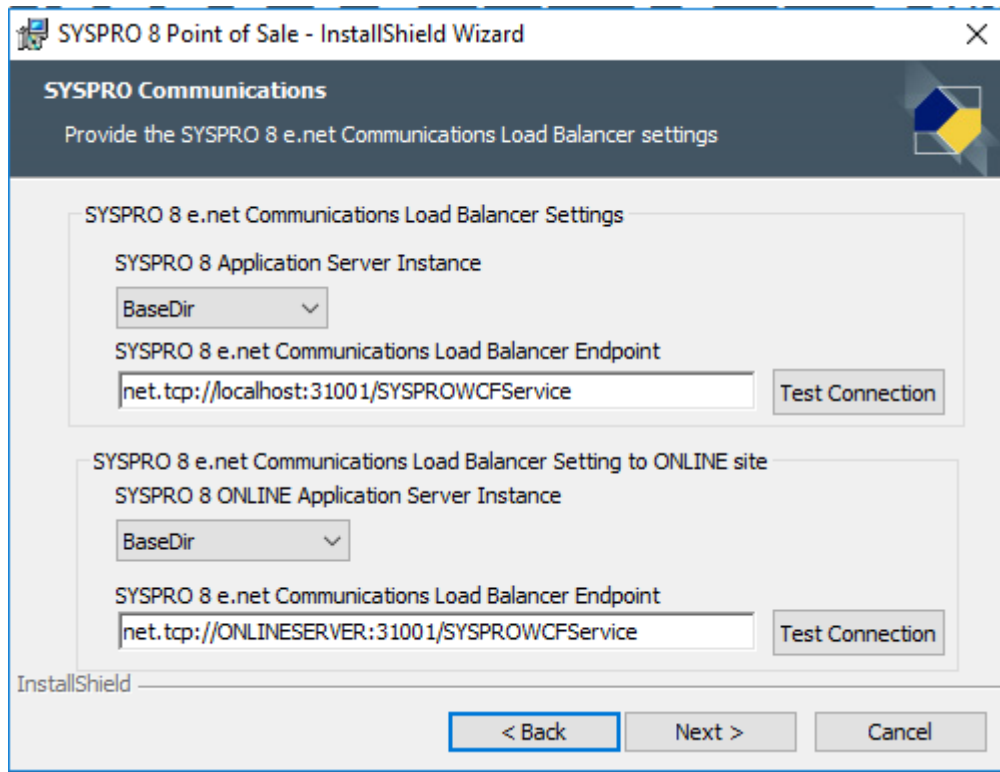 SYSPRO 8 Point of Sale - InstallShield Wizard
SYSPRO Communications
Provide the SYSPRO 8 e.net Communications Load Balancer settings
SYSPRO 8 e.net Communications Load Balancer Settings
SYSPRO 8 Application Server Instance
BaseDir
SYSPRO 8 e.net Communications Load Balancer Endpoint
net.tcp://localhost:31001/SYSPROWCFService
Test Connection
SYSPRO 8 e.net Communications Load Balancer Setting to ONLINE site
SYSPRO 8 ONLINE Application Server Instance
BaseDir
SYSPRO 8 e.net Communications Load Balancer Endpoint
net.tcp://ONLINESERVER:31001/SYSPROWCFService
Test Connection
InstallShield
< Back
Next >
Cancel